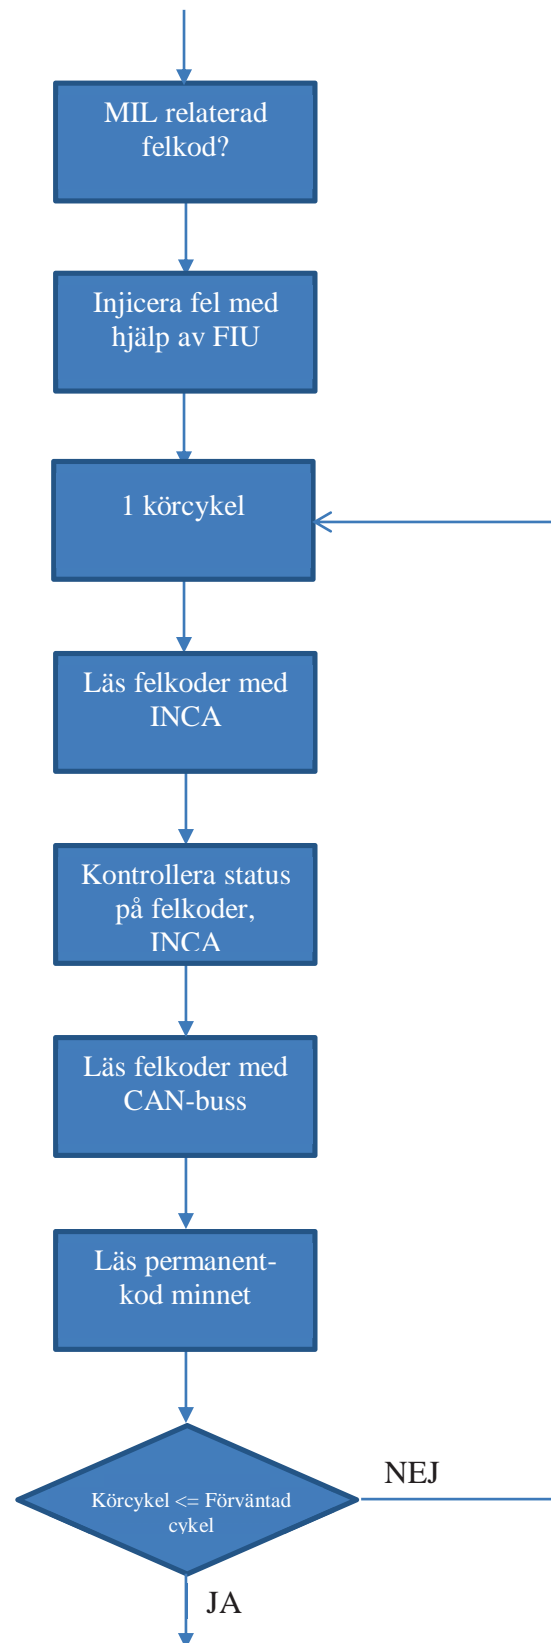 MIL relaterad
felkod?
Injicera fel med
hjälp av FIU
1 körcykel
Läs felkoder med
INCA
Kontrollera status
på felkoder,
INCA
Läs felkoder med
CAN-buss
Läs permanent-
kod minnet
NEJ
Körcykel <= Förväntad
cykel
JA